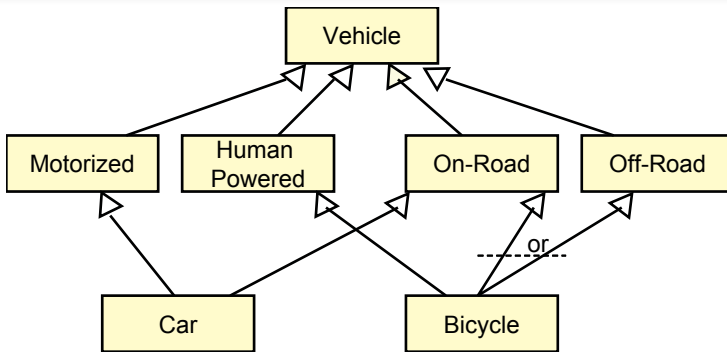 Vehicle
Motorized
Human
Powered
On-Road
Off-Road
or
Car
Bicycle